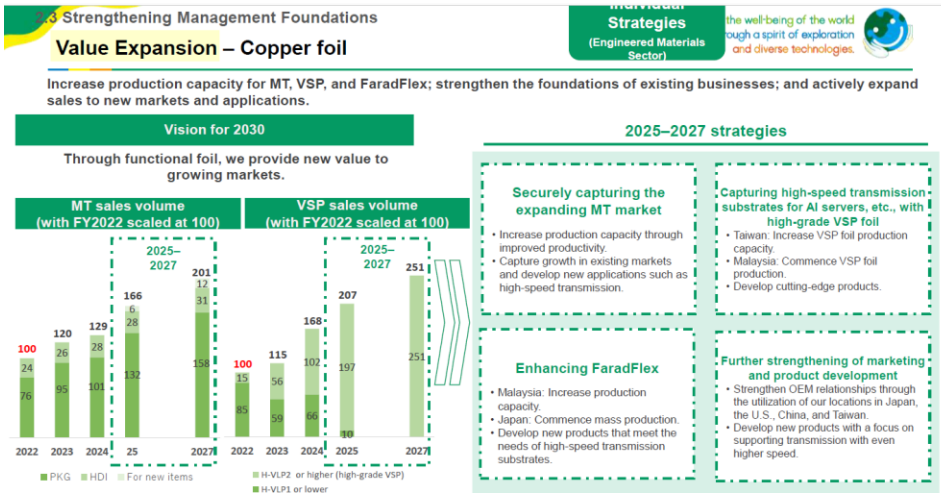 2.3 Strengthening Management Foundations
Value Expansion – Copper foil
Individual
Strategies
(Engineered Materials
Sector)
the well-being of the world
ough a spirit of exploration
and diverse technologies.
Increase production capacity for MT, VSP, and FaradFlex; strengthen the foundations of existing businesses; and actively expand
sales to new markets and applications.
Vision for 2030
Through functional foil, we provide new value to
growing markets.
MT sales volume
(with FY2022 scaled at 100)
2025–
2027
100
24
76
2022
120
26
95
2023
129
28
101
2024
166
6
28
132
25
201
12
31
158
2027
PKG
HDI
For new items
VSP sales volume
(with FY2022 scaled at 100)
2025–
2027
100
15
85
2022
115
56
59
2023
168
102
66
2024
207
197
10
2025
251
251
2027
H-VLP2 or higher (high-grade VSP)
H-VLP1 or lower
2025–2027 strategies
Securely capturing the
expanding MT market
• Increase production capacity through
improved productivity.
• Capture growth in existing markets
and develop new applications such as
high-speed transmission.
Capturing high-speed transmission
substrates for AI servers, etc., with
high-grade VSP foil
• Taiwan: Increase VSP foil production
capacity.
• Malaysia: Commence VSP foil
production.
• Develop cutting-edge products.
Enhancing FaradFlex
• Malaysia: Increase production
capacity.
• Japan: Commence mass production.
• Develop new products that meet the
needs of high-speed transmission
substrates.
Further strengthening of marketing
and product development
• Strengthen OEM relationships through
the utilization of our locations in Japan,
the U.S., China, and Taiwan.
• Develop new products with a focus on
supporting transmission with even
higher speed.